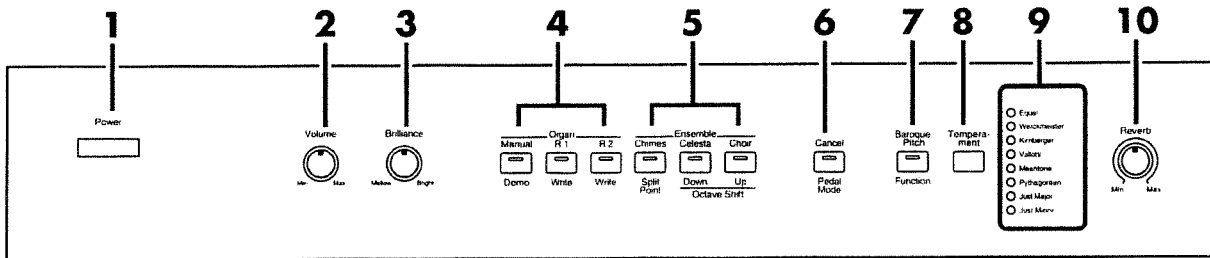 1 2 3 4 5 6 7 8 9 10
Power
Volume
Min Max
Brilliance
Mellow Bright
Organ
Manual R 1 R 2
Demo Write Write
Ensemble
Chimes Celesta Choir
Split Point
Down Up
Octave Shift
Cancel
Pedal Mode
Baroque Pitch
Function
Tempera-
ment
Equal
Werckmeister
Kirnberger
Vallotti
Meantone
Pythagorean
Just Major
Just Minor
Reverb
Min Max